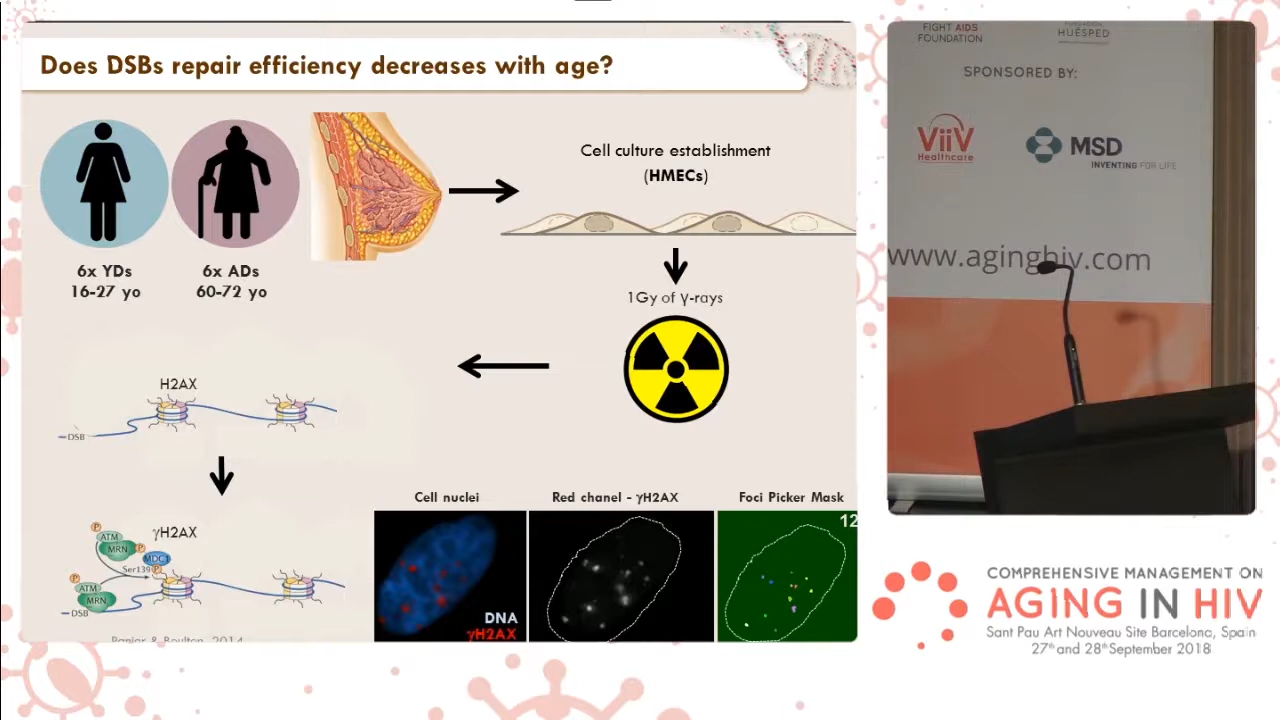 Does DSBs repair efficiency decreases with age?
6x YDs
16-27 yo
6x ADs
60-72 yo
Cell culture establishment
(HMECs)
1Gy of γ-rays
H2AX
DSB
γH2AX
P
ATM
MRN
P
MDC1
Ser139
P
P
ATM
MRN
DSB
Panier & Boulton, 2014
Cell nuclei
DNA
γH2AX
Red chanel - γH2AX
Foci Picker Mask
12
FIGHT AIDS
FOUNDATION
HUÉSPED
SPONSORED BY:
ViiV
Healthcare
MSD
INVENTING FOR LIFE
www.aginghiv.com
COMPREHENSIVE MANAGEMENT ON
AGING IN HIV
Sant Pau Art Nouveau Site Barcelona, Spain
27th and 28th September 2018